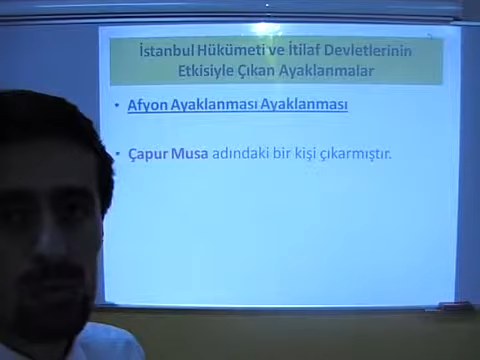 İstanbul Hükümeti ve İtilaf Devletlerinin
Etkisiyle Çıkan Ayaklanmalar
• Afyon Ayaklanması Ayaklanması
• Çapur Musa adındaki bir kişi çıkarmıştır.